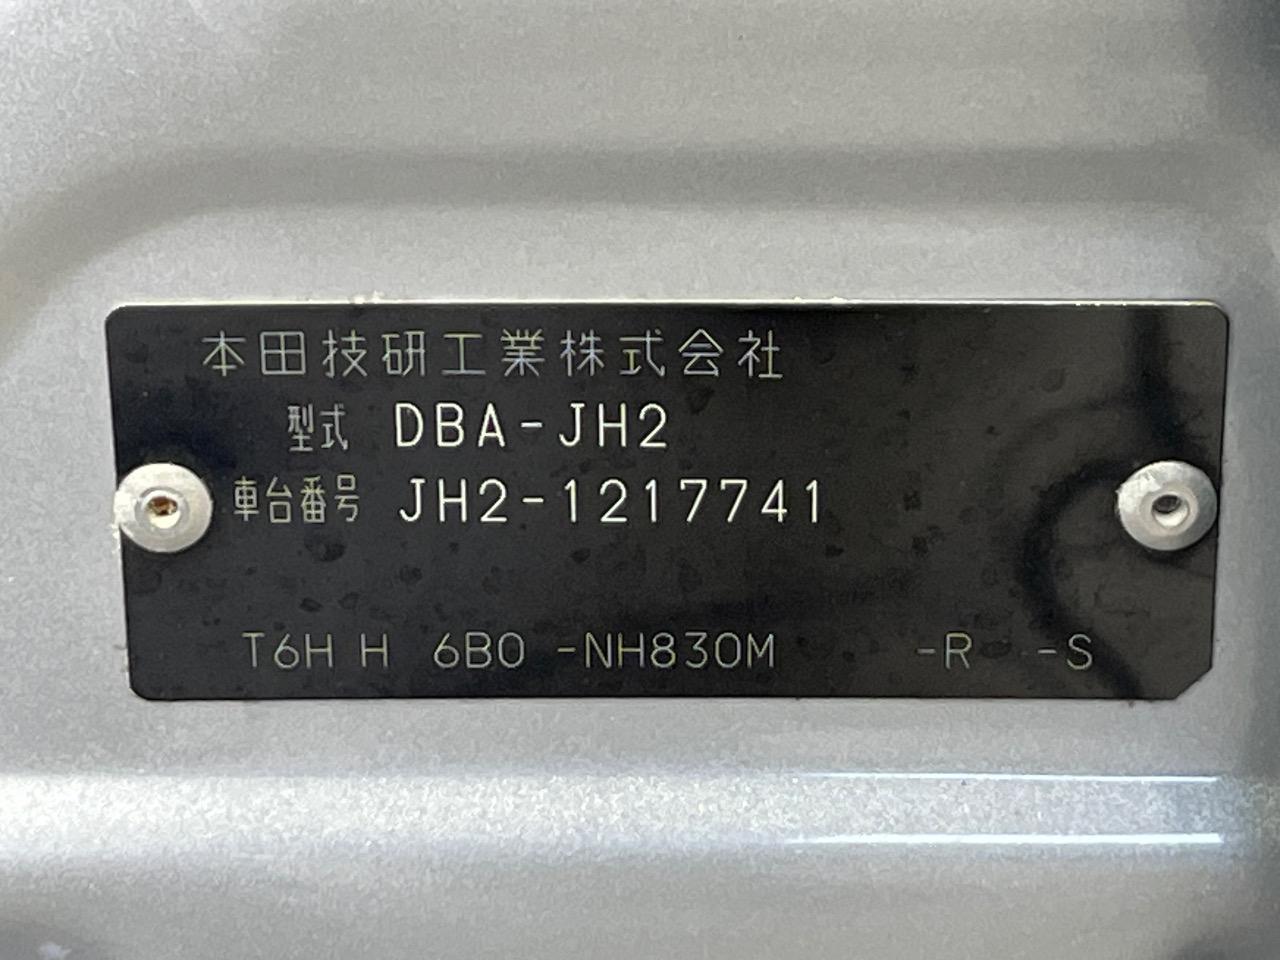 本田技研工業株式会社
型式 DBA-JH2
車台番号 JH2-1217741
T6H H 6B0 -NH830M -R -S